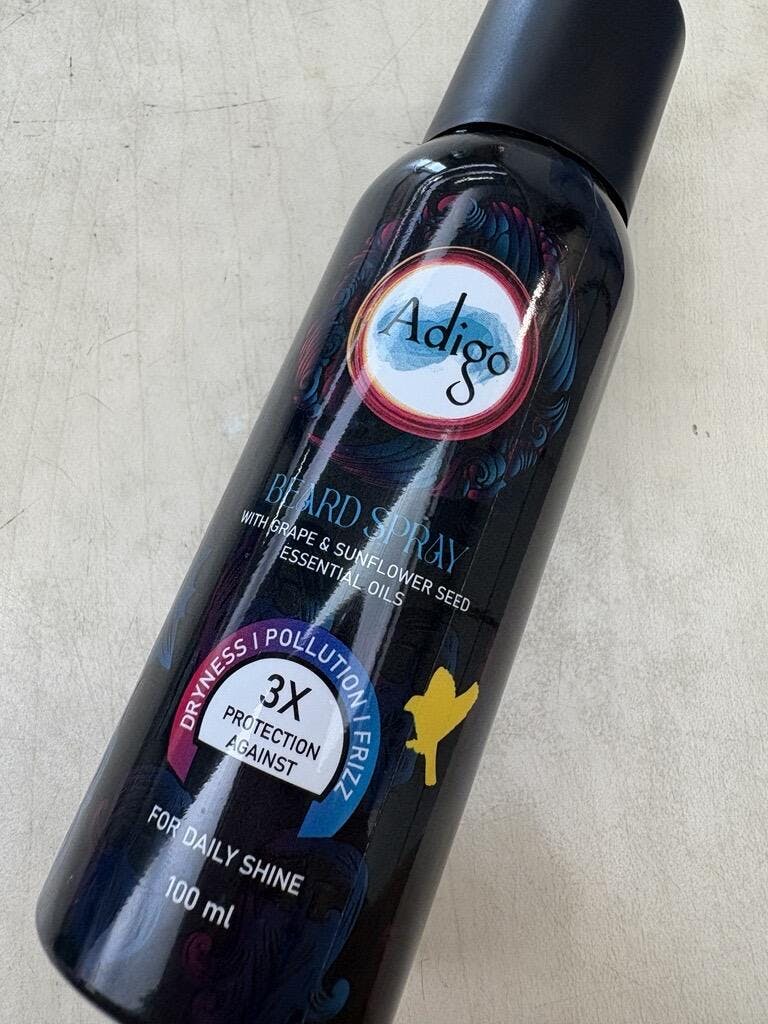 Adigo
BEARD SPRAY
WITH GRAPE & SUNFLOWER SEED
ESSENTIAL OILS
DRYNESS | POLLUTION | FRIZZ
3X
PROTECTION
AGAINST
FOR DAILY SHINE
100 ml